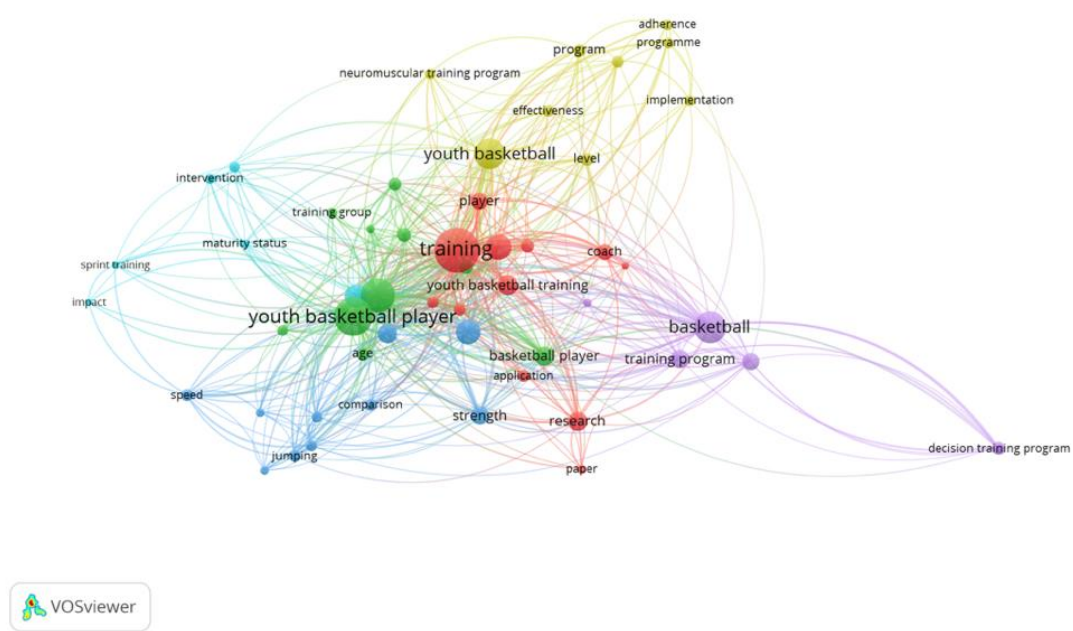 adherence
programme
program
neuromuscular training program
implementation
effectiveness
youth basketball
level
intervention
player
training group
maturity status
training
coach
sprint training
youth basketball training
impact
youth basketball player
basketball
age
basketball player
training program
application
speed
comparison
strength
research
decision training program
jumping
paper
VOSviewer